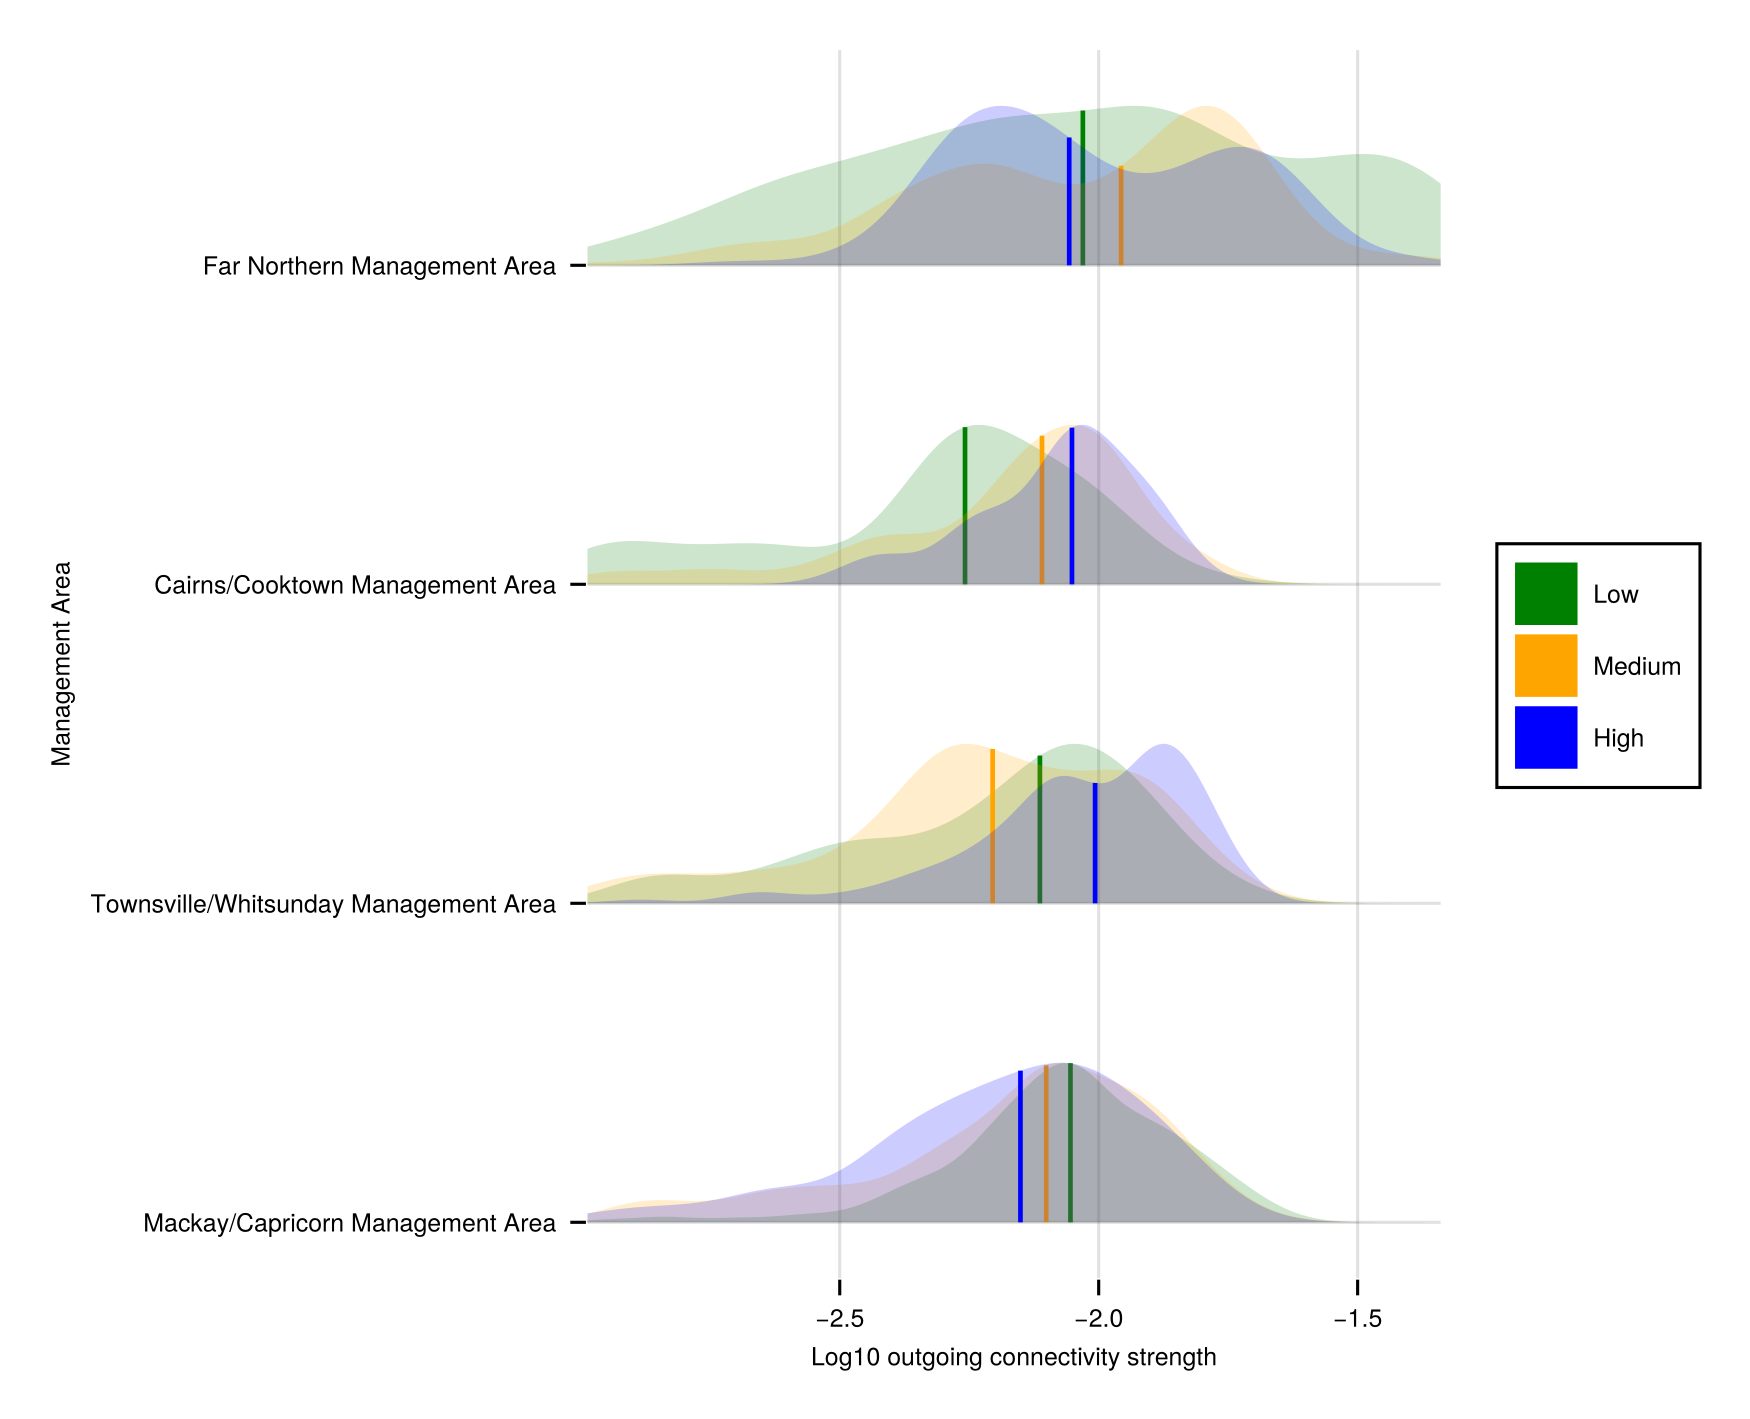 Far Northern Management Area
Cairns/Cooktown Management Area
Townsville/Whitsunday Management Area
Mackay/Capricorn Management Area
Management Area
−2.5
−2.0
−1.5
Log10 outgoing connectivity strength
Low
Medium
High